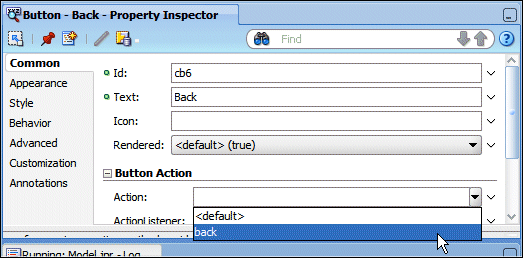 Button - Back - Property Inspector
Find
Common
Appearance
Style
Behavior
Advanced
Customization
Annotations
Id: cb6
Text: Back
Icon:
Rendered: <default> (true)
Button Action
Action:
<default>
ActionListener:
back
Running: Model.jpr - Log